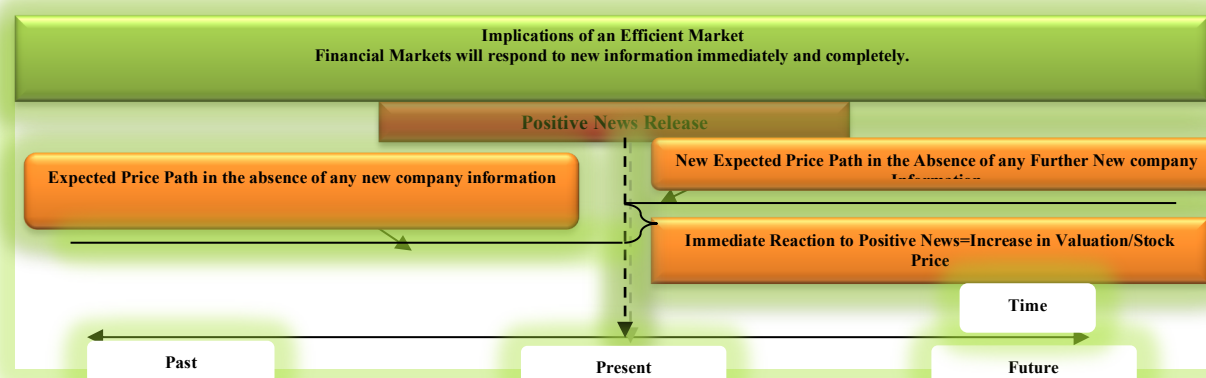 Implications of an Efficient Market
Financial Markets will respond to new information immediately and completely.
Positive News Release
Expected Price Path in the absence of any new company information
New Expected Price Path in the Absence of any Further New company
Information
Immediate Reaction to Positive News=Increase in Valuation/Stock
Price
Time
Past
Present
Future